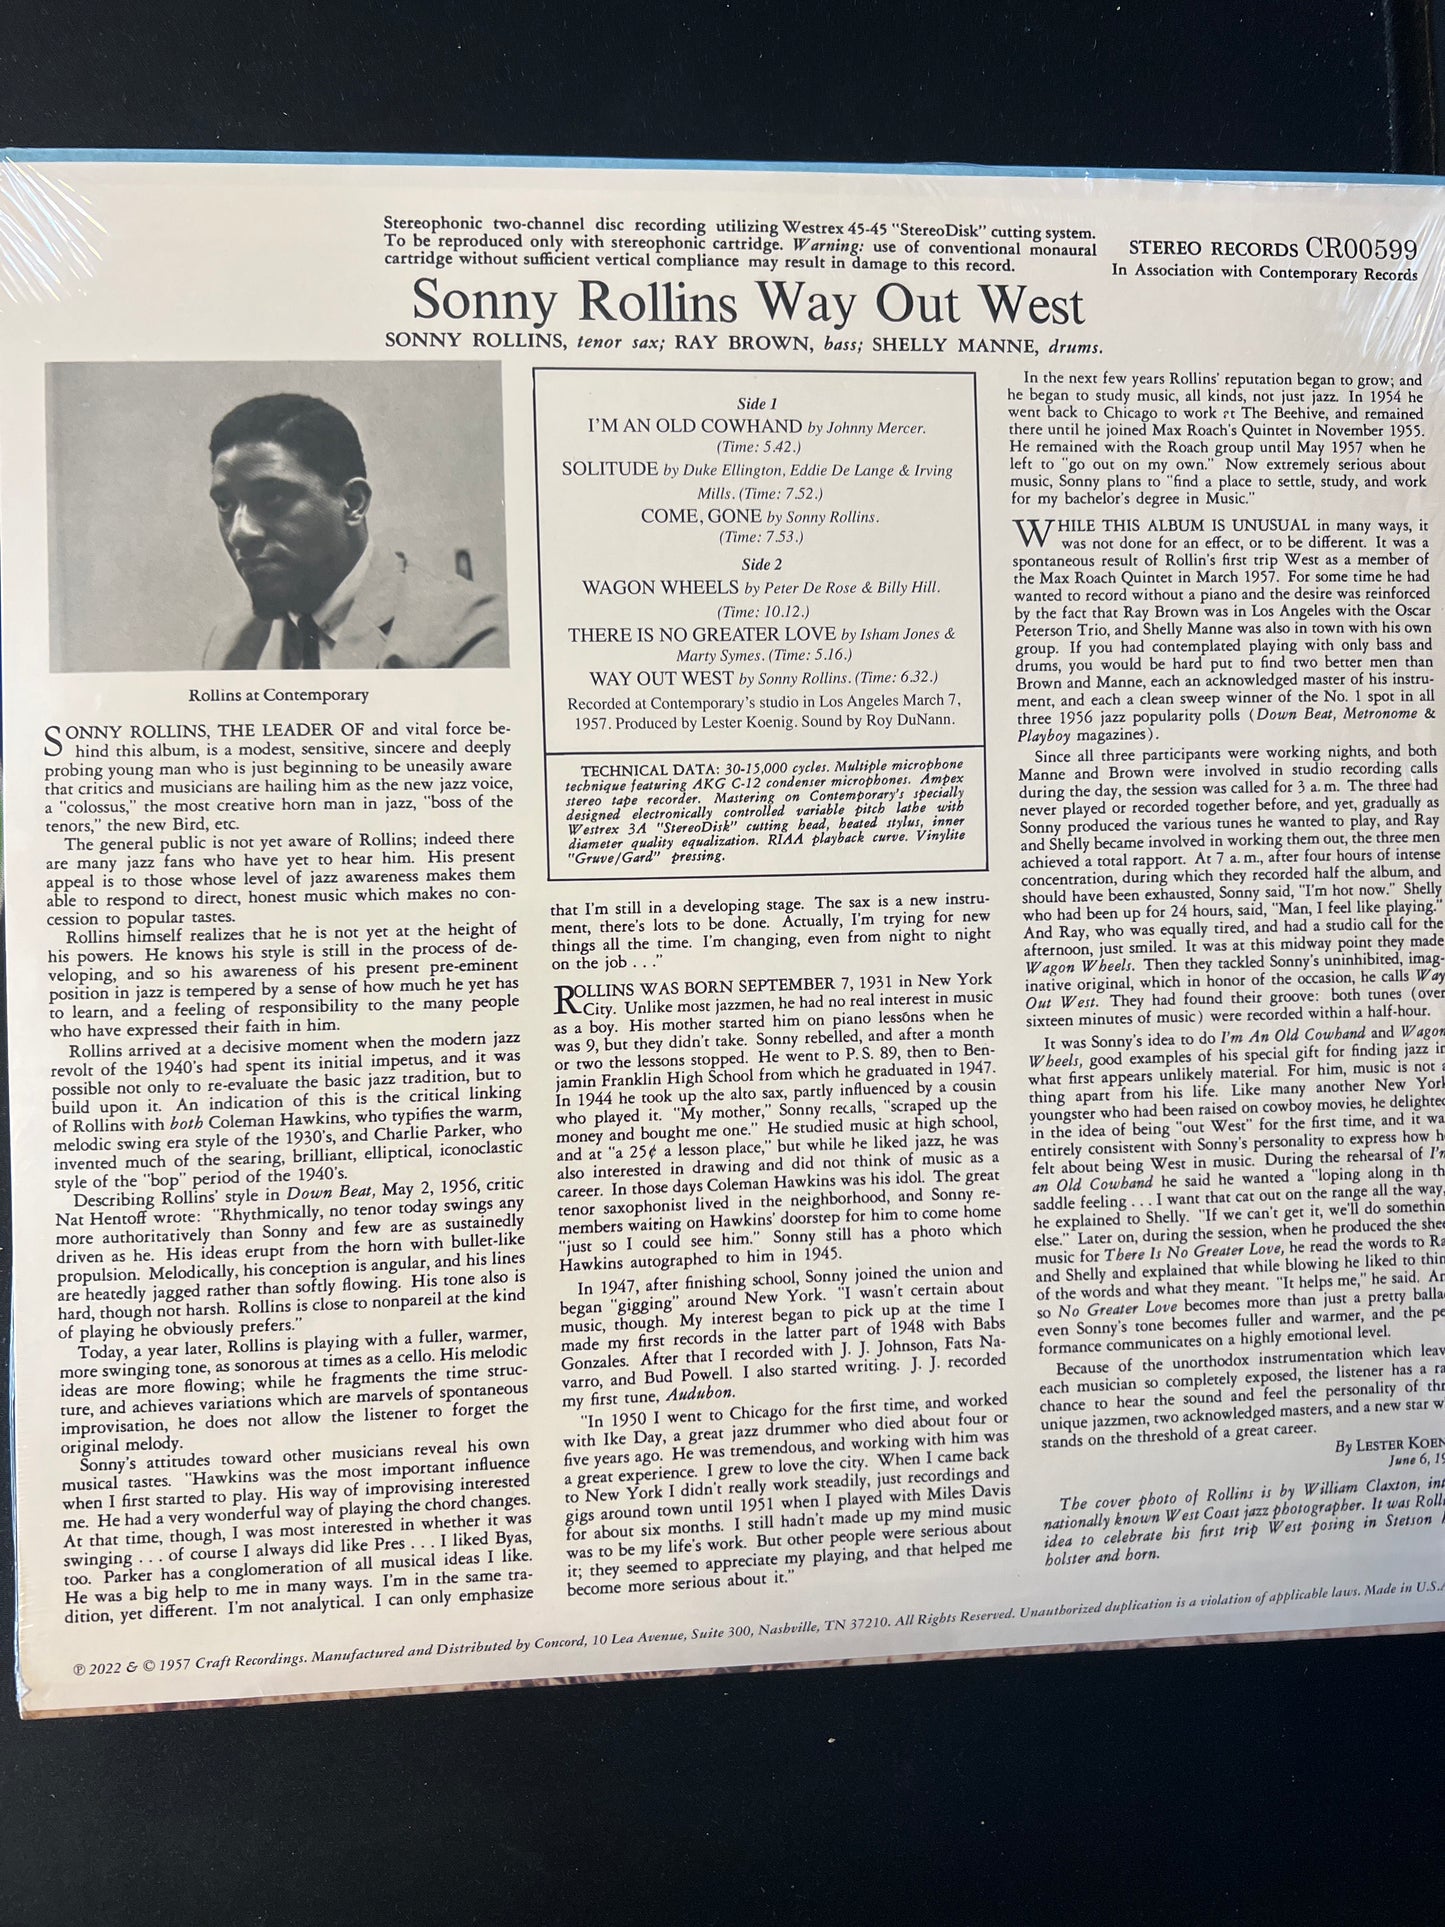 Stereophonic two-channel disc recording utilizing Westrex 45-45 "StereoDisk" cutting system.
To be reproduced only with stereophonic cartridge. Warning: use of conventional monaural
cartridge without sufficient vertical compliance may result in damage to this record.
STEREO RECORDS CR00599
In Association with Contemporary Records
Sonny Rollins Way Out West
SONNY ROLLINS, tenor sax; RAY BROWN, bass; SHELLY MANNE, drums.
Rollins at Contemporary
SONNY ROLLINS, THE LEADER OF and vital force be-
hind this album, is a modest, sensitive, sincere and deeply
probing young man who is just beginning to be uneasily aware
that critics and musicians are hailing him as the new jazz voice,
a "colossus," the most creative horn man in jazz, "boss of the
tenors," the new Bird, etc.
The general public is not yet aware of Rollins; indeed there
are many jazz fans who have yet to hear him. His present
appeal is to those whose level of jazz awareness makes them
able to respond to direct, honest music which makes no con-
cession to popular tastes.
Rollins himself realizes that he is not yet at the height of
his powers. He knows his style is still in the process of de-
veloping, and so his awareness of his present pre-eminent
position in jazz is tempered by a sense of how much he yet has
to learn, and a feeling of responsibility to the many people
who have expressed their faith in him.
Rollins arrived at a decisive moment when the modern jazz
revolt of the 1940's had spent its initial impetus, and it was
possible not only to re-evaluate the basic jazz tradition, but to
build upon it. An indication of this is the critical linking
of Rollins with both Coleman Hawkins, who typifies the warm,
melodic swing era style of the 1930's, and Charlie Parker, who
invented much of the searing, brilliant, elliptical, iconoclastic
style of the "bop" period of the 1940's.
Describing Rollins' style in Down Beat, May 2, 1956, critic
Nat Hentoff wrote: "Rhythmically, no tenor today swings any
more authoritatively than Sonny and few are as sustainedly
driven as he. His ideas erupt from the horn with bullet-like
propulsion. Melodically, his conception is angular, and his lines
are heatedly jagged rather than softly flowing. His tone also is
hard, though not harsh. Rollins is close to nonpareil at the kind
of playing he obviously prefers."
Today, a year later, Rollins is playing with a fuller, warmer,
more swinging tone, as sonorous at times as a cello. His melodic
ideas are more flowing; while he fragments the time struc-
ture, and achieves variations which are marvels of spontaneous
improvisation, he does not allow the listener to forget the
original melody.
Sonny's attitudes toward other musicians reveal his own
musical tastes. "Hawkins was the most important influence
when I first started to play. His way of improvising interested
me. He had a very wonderful way of playing the chord changes.
At that time, though, I was most interested in whether it was
swinging . . . of course I always did like Pres . . . I liked Byas,
too. Parker has a conglomeration of all musical ideas I like.
He was a big help to me in many ways. I'm in the same tra-
dition, yet different. I'm not analytical. I can only emphasize
Side 1
I'M AN OLD COWHAND by Johnny Mercer.
(Time: 5.42.)
SOLITUDE by Duke Ellington, Eddie De Lange & Irving
Mills. (Time: 7.52.)
COME, GONE by Sonny Rollins.
(Time: 7.53.)
Side 2
WAGON WHEELS by Peter De Rose & Billy Hill.
(Time: 10.12.)
THERE IS NO GREATER LOVE by Isham Jones &
Marty Symes. (Time: 5.16.)
WAY OUT WEST by Sonny Rollins. (Time: 6.32.)
Recorded at Contemporary's studio in Los Angeles March 7,
1957. Produced by Lester Koenig. Sound by Roy DuNann.
TECHNICAL DATA: 30-15,000 cycles. Multiple microphone
technique featuring AKG C-12 condenser microphones. Ampex
stereo tape recorder. Mastering on Contemporary's specially
designed electronically controlled variable pitch lathe with
Westrex 3A "StereoDisk" cutting head, heated stylus, inner
diameter quality equalization. RIAA playback curve. Vinylite
"Gruve/Gard" pressing.
that I'm still in a developing stage. The sax is a new instru-
ment, there's lots to be done. Actually, I'm trying for new
things all the time. I'm changing, even from night to night
on the job . . ."
ROLLINS WAS BORN SEPTEMBER 7, 1931 in New York
City. Unlike most jazzmen, he had no real interest in music
as a boy. His mother started him on piano lessons when he
was 9, but they didn't take. Sonny rebelled, and after a month
or two the lessons stopped. He went to P. S. 89, then to Ben-
jamin Franklin High School from which he graduated in 1947.
In 1944 he took up the alto sax, partly influenced by a cousin
who played it. "My mother," Sonny recalls, "scraped up the
money and bought me one." He studied music at high school,
and at "a 25¢ a lesson place," but while he liked jazz, he was
also interested in drawing and did not think of music as a
career. In those days Coleman Hawkins was his idol. The great
tenor saxophonist lived in the neighborhood, and Sonny re-
members waiting on Hawkins' doorstep for him to come home
"just so I could see him." Sonny still has a photo which
Hawkins autographed to him in 1945.
In 1947, after finishing school, Sonny joined the union and
began "gigging" around New York. "I wasn't certain about
music, though. My interest began to pick up at the time I
made my first records in the latter part of 1948 with Babs
Gonzales. After that I recorded with J. J. Johnson, Fats Na-
varro, and Bud Powell. I also started writing. J. J. recorded
my first tune, Audubon.
"In 1950 I went to Chicago for the first time, and worked
with Ike Day, a great jazz drummer who died about four or
five years ago. He was tremendous, and working with him was
a great experience. I grew to love the city. When I came back
to New York I didn't really work steadily, just recordings and
gigs around town until 1951 when I played with Miles Davis
for about six months. I still hadn't made up my mind music
was to be my life's work. But other people were serious about
it; they seemed to appreciate my playing, and that helped me
become more serious about it."
In the next few years Rollins' reputation began to grow; and
he began to study music, all kinds, not just jazz. In 1954 he
went back to Chicago to work at The Beehive, and remained
there until he joined Max Roach's Quintet in November 1955.
He remained with the Roach group until May 1957 when he
left to "go out on my own." Now extremely serious about
music, Sonny plans to "find a place to settle, study, and work
for my bachelor's degree in Music."
WHILE THIS ALBUM IS UNUSUAL in many ways, it
was not done for an effect, or to be different. It was a
spontaneous result of Rollin's first trip West as a member of
the Max Roach Quintet in March 1957. For some time he had
wanted to record without a piano and the desire was reinforced
by the fact that Ray Brown was in Los Angeles with the Oscar
Peterson Trio, and Shelly Manne was also in town with his own
group. If you had contemplated playing with only bass and
drums, you would be hard put to find two better men than
Brown and Manne, each an acknowledged master of his instru-
ment, and each a clean sweep winner of the No. 1 spot in all
three 1956 jazz popularity polls (Down Beat, Metronome &
Playboy magazines).
Since all three participants were working nights, and both
Manne and Brown were involved in studio recording calls
during the day, the session was called for 3 a. m. The three had
never played or recorded together before, and yet, gradually as
Sonny produced the various tunes he wanted to play, and Ray
and Shelly became involved in working them out, the three men
achieved a total rapport. At 7 a. m., after four hours of intense
concentration, during which they recorded half the album, and
should have been exhausted, Sonny said, "I'm hot now." Shelly
who had been up for 24 hours, said, "Man, I feel like playing."
And Ray, who was equally tired, and had a studio call for the
afternoon, just smiled. It was at this midway point they made
Wagon Wheels. Then they tackled Sonny's uninhibited, imag-
inative original, which in honor of the occasion, he calls Way
Out West. They had found their groove: both tunes (over
sixteen minutes of music) were recorded within a half-hour.
It was Sonny's idea to do I'm An Old Cowhand and Wagon
Wheels, good examples of his special gift for finding jazz in
what first appears unlikely material. For him, music is not a
thing apart from his life. Like many another New York
youngster who had been raised on cowboy movies, he delighted
in the idea of being "out West" for the first time, and it wa
entirely consistent with Sonny's personality to express how h
felt about being West in music. During the rehearsal of I'm
an Old Cowhand he said he wanted a "loping along in th
saddle feeling . . . I want that cat out on the range all the way,
he explained to Shelly. "If we can't get it, we'll do somethin
else." Later on, during the session, when he produced the shee
music for There Is No Greater Love, he read the words to Ra
and Shelly and explained that while blowing he liked to thin
of the words and what they meant. "It helps me," he said. An
so No Greater Love becomes more than just a pretty balla
even Sonny's tone becomes fuller and warmer, and the pe
formance communicates on a highly emotional level.
Because of the unorthodox instrumentation which leav
each musician so completely exposed, the listener has a ra
chance to hear the sound and feel the personality of thr
unique jazzmen, two acknowledged masters, and a new star w
stands on the threshold of a great career.
By LESTER KOEN
June 6, 19
The cover photo of Rollins is by William Claxton, int
nationally known West Coast jazz photographer. It was Rolli
idea to celebrate his first trip West posing in Stetson h
holster and horn.
℗ 2022 & © 1957 Craft Recordings. Manufactured and Distributed by Concord, 10 Lea Avenue, Suite 300, Nashville, TN 37210. All Rights Reserved. Unauthorized duplication is a violation of applicable laws. Made in U.S.A